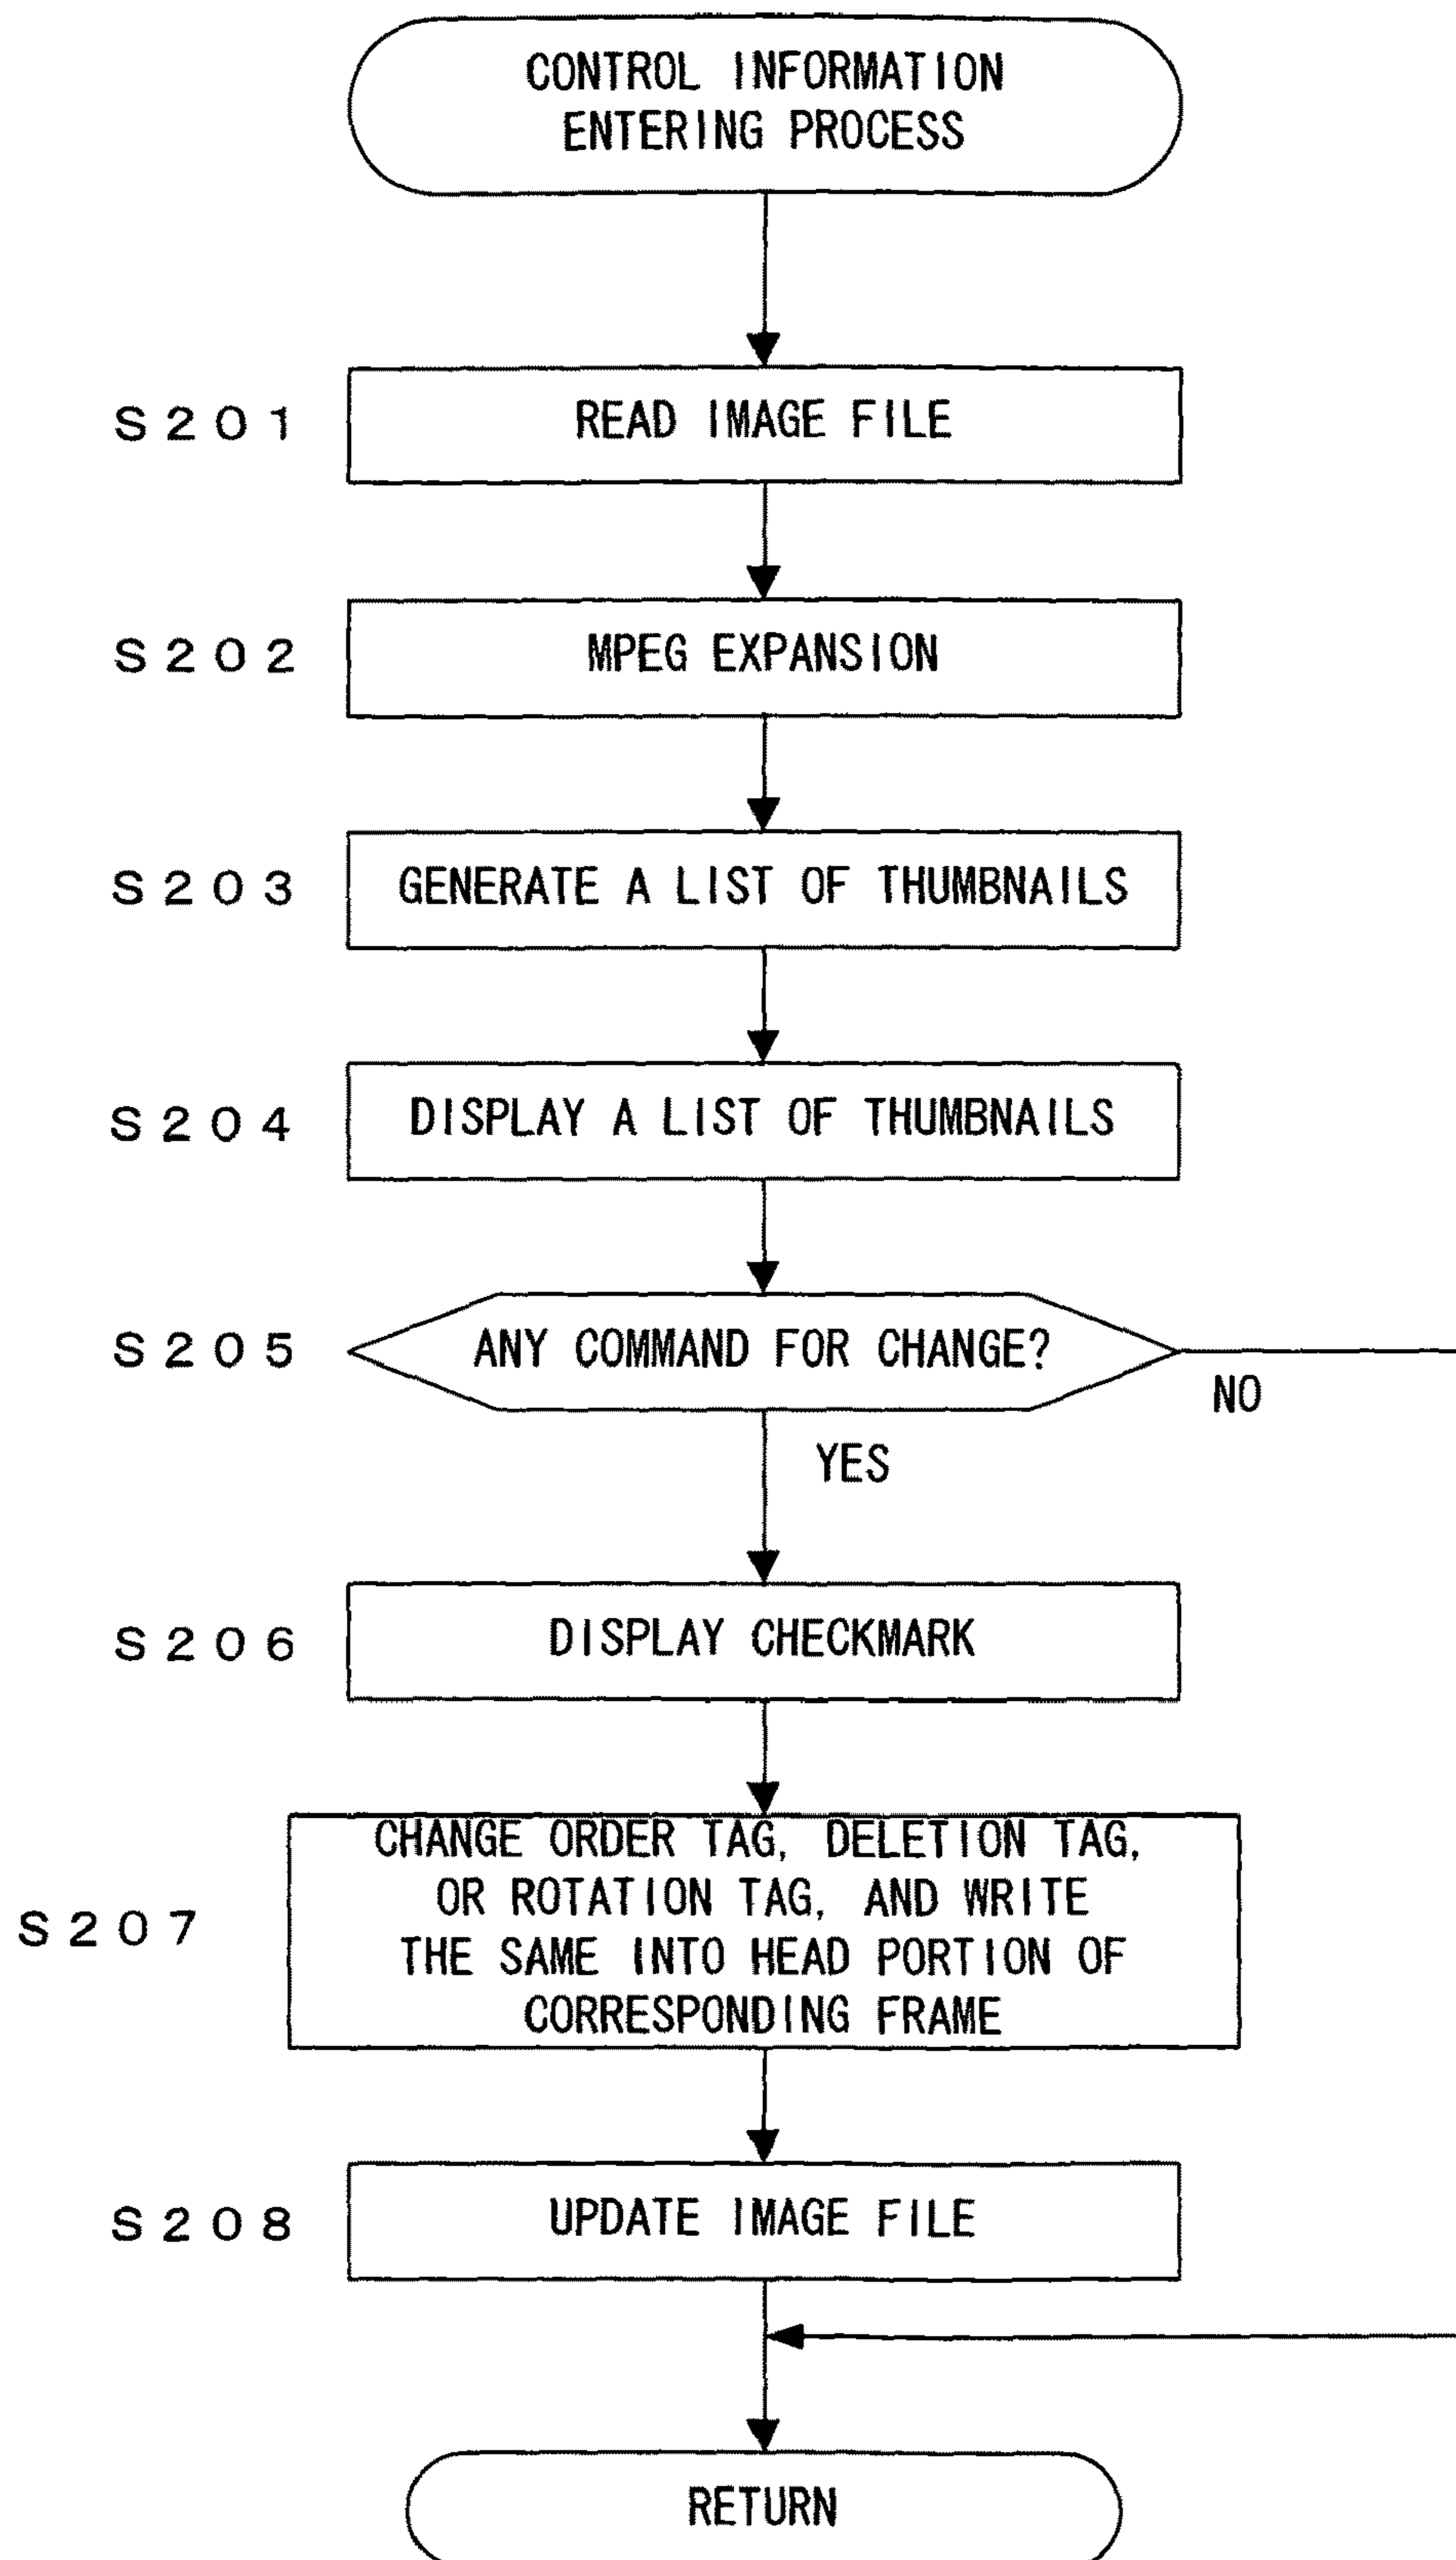 CONTROL INFORMATION
ENTERING PROCESS
S201
READ IMAGE FILE
S202
MPEG EXPANSION
S203
GENERATE A LIST OF THUMBNAILS
S204
DISPLAY A LIST OF THUMBNAILS
S205
ANY COMMAND FOR CHANGE?
NO
YES
S206
DISPLAY CHECKMARK
S207
CHANGE ORDER TAG, DELETION TAG,
OR ROTATION TAG, AND WRITE
THE SAME INTO HEAD PORTION OF
CORRESPONDING FRAME
S208
UPDATE IMAGE FILE
RETURN